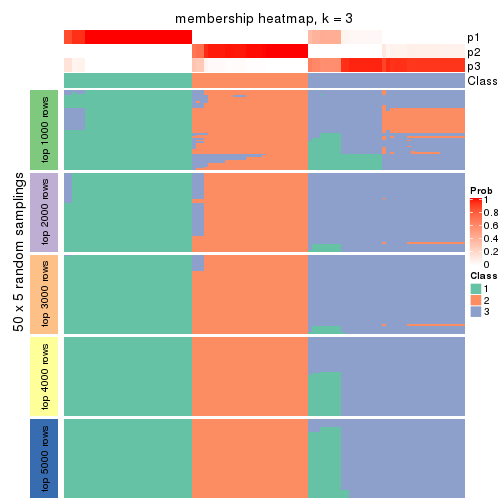 membership heatmap, k = 3
p1
p2
p3
Class
50 x 5 random samplings
top 1000 rows
top 2000 rows
top 3000 rows
top 4000 rows
top 5000 rows
Prob
1
0.8
0.6
0.4
0.2
0
Class
1
2
3